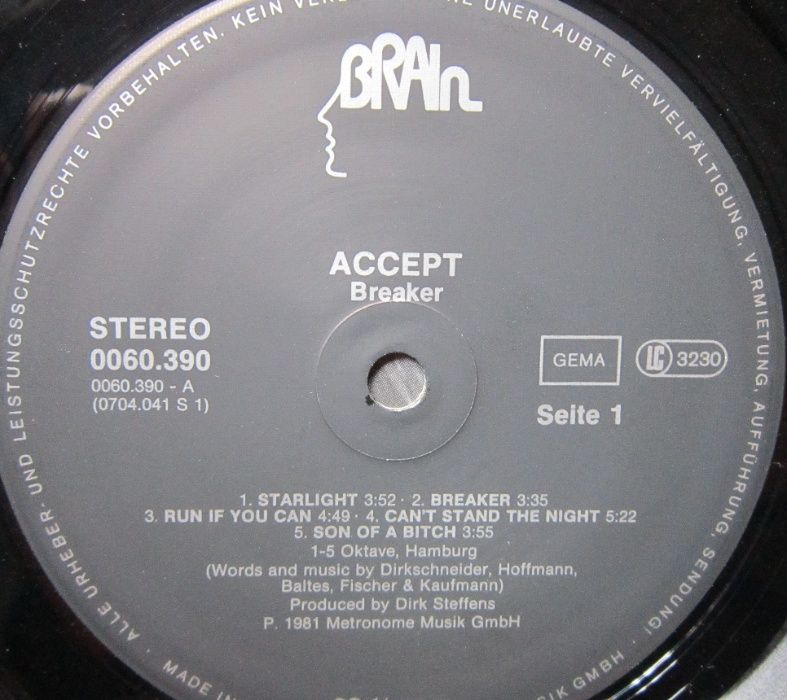 BRAIN
ACCEPT
Breaker
STEREO
0060.390
0060.390 - A
(0704.041 S 1)
GEMA
LC 3230
Seite 1
1. STARLIGHT 3:52 · 2. BREAKER 3:35
3. RUN IF YOU CAN 4:49 · 4. CAN'T STAND THE NIGHT 5:22
5. SON OF A BITCH 3:55
1-5 Oktave, Hamburg
(Words and music by Dirkschneider, Hoffmann,
Baltes, Fischer & Kaufmann)
Produced by Dirk Steffens
P. 1981 Metronome Musik GmbH
· ALLE URHEBER- UND LEISTUNGSSCHUTZRECHTE VORBEHALTEN. KEIN UNERLAUBTE VERVIELFÄLTIGUNG, VERMIETUNG, AUFFÜHRUNG, SENDUNG! ·
MADE IN
GMBH ·